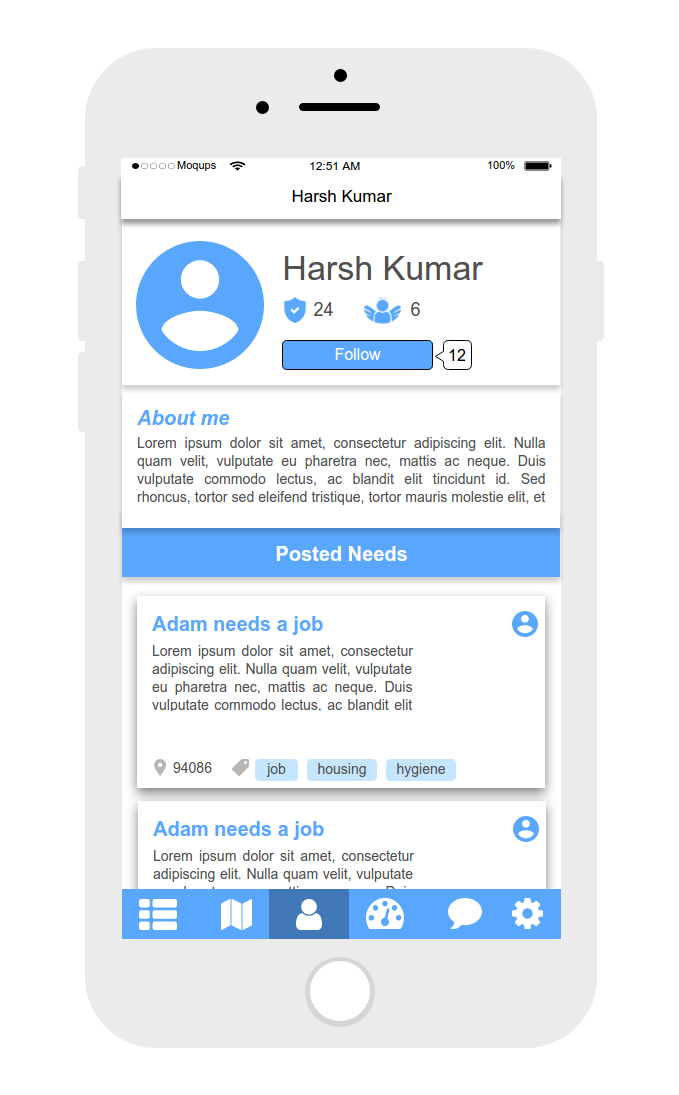 Moqups 12:51 AM 100%
Harsh Kumar
Harsh Kumar
24 6
Follow 12
About me
Lorem ipsum dolor sit amet, consectetur adipiscing elit. Nulla
quam velit, vulputate eu pharetra nec, mattis ac neque. Duis
vulputate commodo lectus, ac blandit elit tincidunt id. Sed
rhoncus, tortor sed eleifend tristique, tortor mauris molestie elit, et
Posted Needs
Adam needs a job
Lorem ipsum dolor sit amet, consectetur
adipiscing elit. Nulla quam velit, vulputate
eu pharetra nec, mattis ac neque. Duis
vulputate commodo lectus, ac blandit elit
94086 job housing hygiene
Adam needs a job
Lorem ipsum dolor sit amet, consectetur
adipiscing elit. Nulla quam velit, vulputate